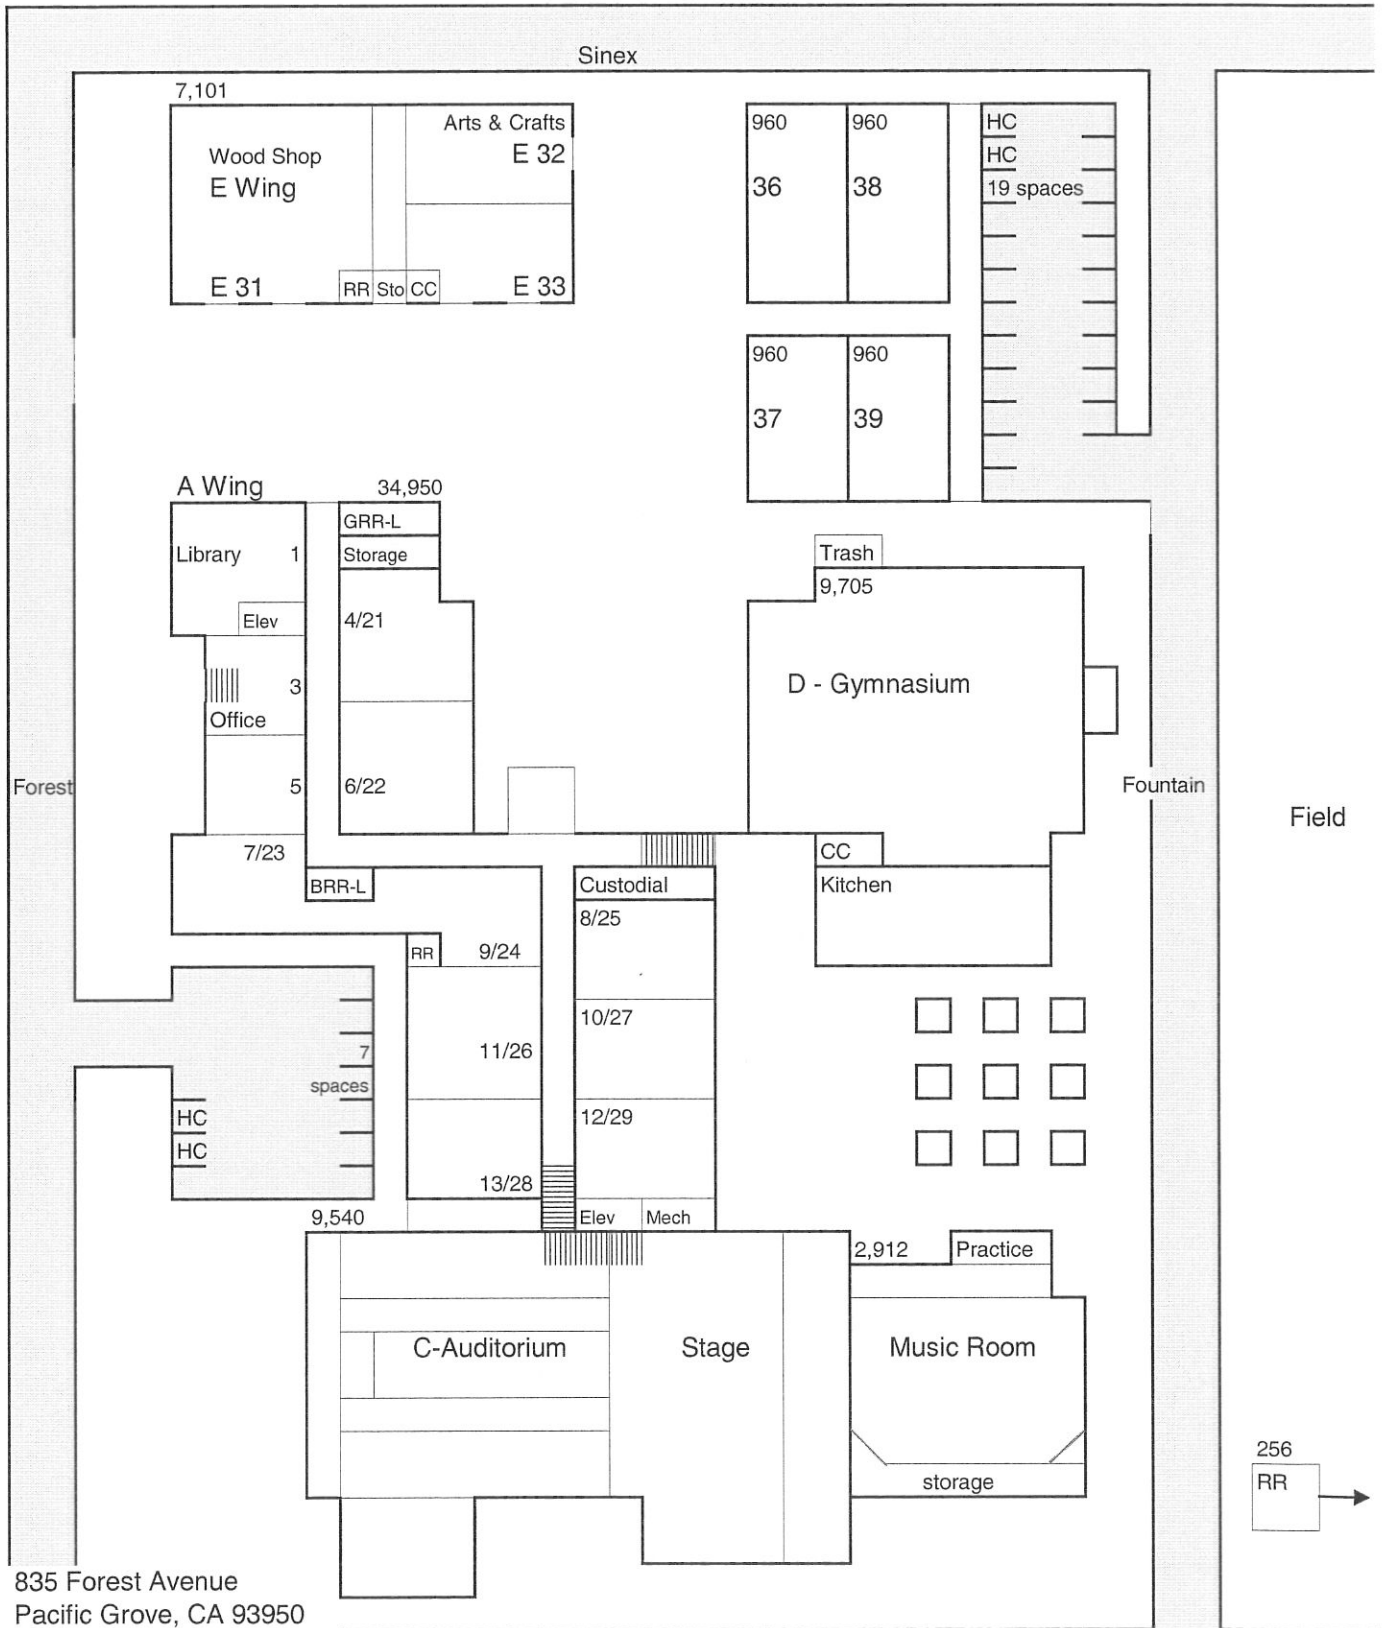 Sinex
7,101
Arts & Crafts
Wood Shop
E 32
E Wing
E 31
RR
Sto
CC
E 33
960
960
36
38
HC
HC
19 spaces
960
960
37
39
A Wing
34,950
GRR-L
Library
1
Storage
Elev
4/21
3
Office
5
6/22
7/23
BRR-L
Trash
9,705
D - Gymnasium
Forest
Fountain
Field
CC
Kitchen
Custodial
8/25
RR
9/24
10/27
11/26
12/29
13/28
7
spaces
HC
HC
9,540
Elev
Mech
2,912
Practice
C-Auditorium
Stage
Music Room
storage
256
RR
835 Forest Avenue
Pacific Grove, CA 93950